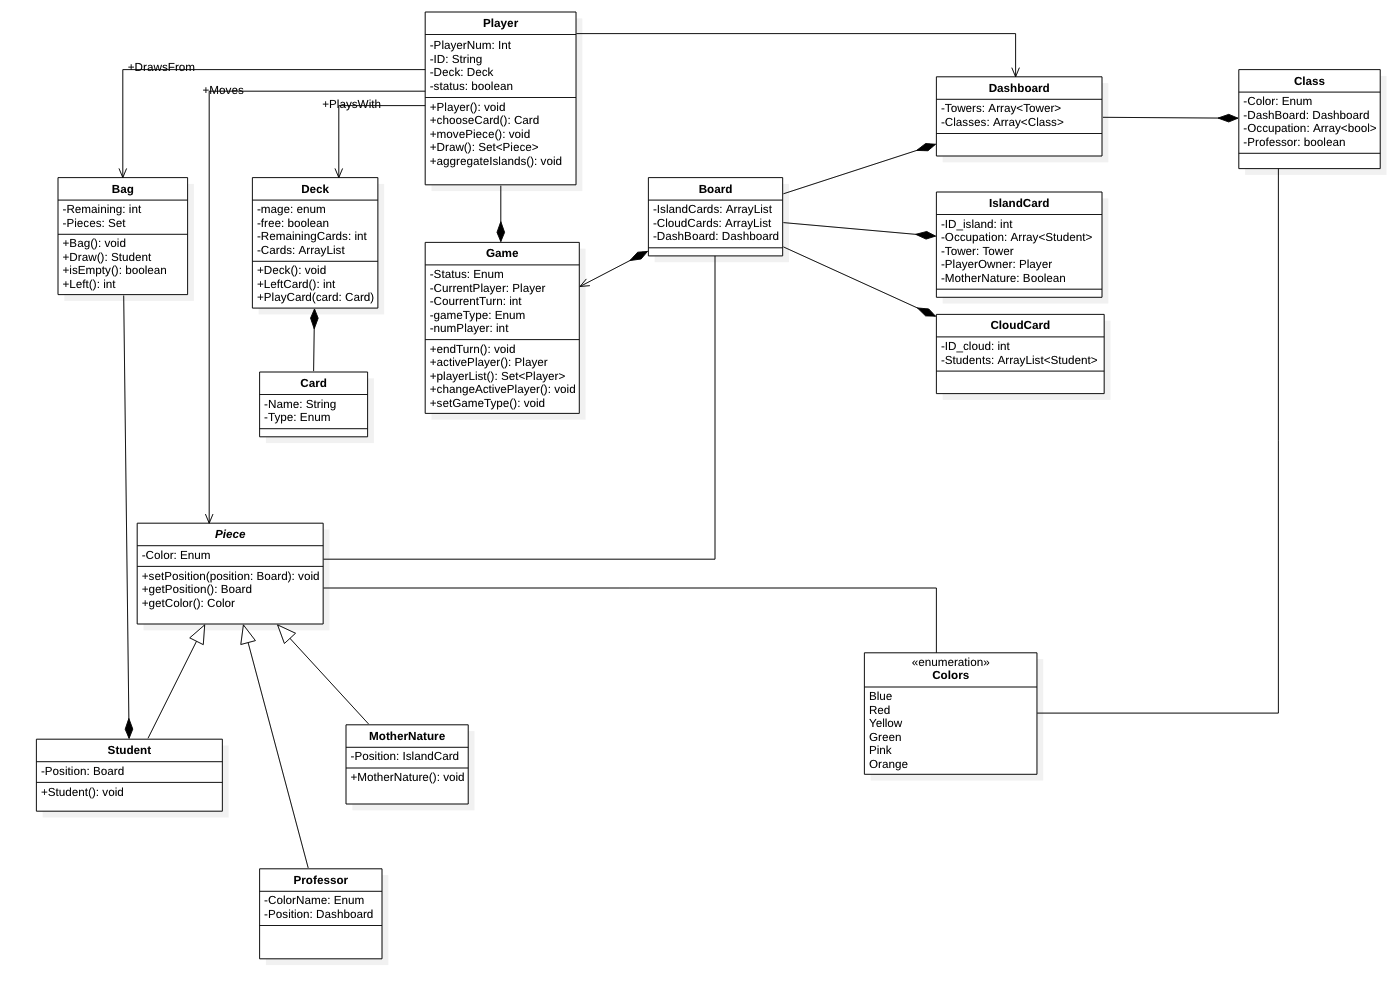 Player
-PlayerNum: Int
-ID: String
-Deck: Deck
-status: boolean
+Player(): void
+chooseCard(): Card
+movePiece(): void
+Draw(): Set<Piece>
+aggregateIslands(): void
+DrawsFrom
+Moves
+PlaysWith
Dashboard
-Towers: Array<Tower>
-Classes: Array<Class>
Class
-Color: Enum
-DashBoard: Dashboard
-Occupation: Array<bool>
-Professor: boolean
Bag
-Remaining: int
-Pieces: Set
+Bag(): void
+Draw(): Student
+isEmpty(): boolean
+Left(): int
Deck
-mage: enum
-free: boolean
-RemainingCards: int
-Cards: ArrayList
+Deck(): void
+LeftCard(): int
+PlayCard(card: Card)
Board
-IslandCards: ArrayList
-CloudCards: ArrayList
-DashBoard: Dashboard
IslandCard
-ID_island: int
-Occupation: Array<Student>
-Tower: Tower
-PlayerOwner: Player
-MotherNature: Boolean
Game
-Status: Enum
-CurrentPlayer: Player
-CourrentTurn: int
-gameType: Enum
-numPlayer: int
+endTurn(): void
+activePlayer(): Player
+playerList(): Set<Player>
+changeActivePlayer(): void
+setGameType(): void
CloudCard
-ID_cloud: int
-Students: ArrayList<Student>
Card
-Name: String
-Type: Enum
Piece
-Color: Enum
+setPosition(position: Board): void
+getPosition(): Board
+getColor(): Color
«enumeration»
Colors
Blue
Red
Yellow
Green
Pink
Orange
Student
-Position: Board
+Student(): void
MotherNature
-Position: IslandCard
+MotherNature(): void
Professor
-ColorName: Enum
-Position: Dashboard